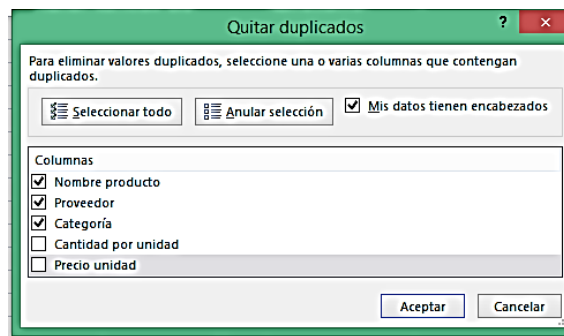 Quitar duplicados
Para eliminar valores duplicados, seleccione una o varias columnas que contengan
duplicados.
Seleccionar todo Anular selección Mis datos tienen encabezados
Columnas
Nombre producto
Proveedor
Categoría
Cantidad por unidad
Precio unidad
Aceptar Cancelar